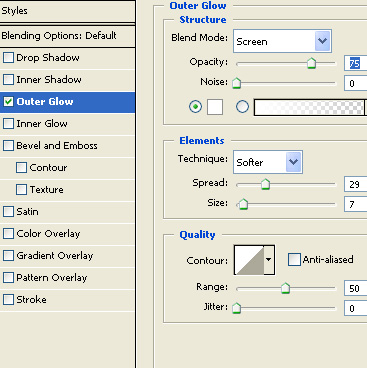 Styles
Blending Options: Default
Drop Shadow
Inner Shadow
Outer Glow
Inner Glow
Bevel and Emboss
Contour
Texture
Satin
Color Overlay
Gradient Overlay
Pattern Overlay
Stroke
Outer Glow
Structure
Blend Mode: Screen
Opacity: 75
Noise: 0
Elements
Technique: Softer
Spread: 29
Size: 7
Quality
Contour: Anti-aliased
Range: 50
Jitter: 0